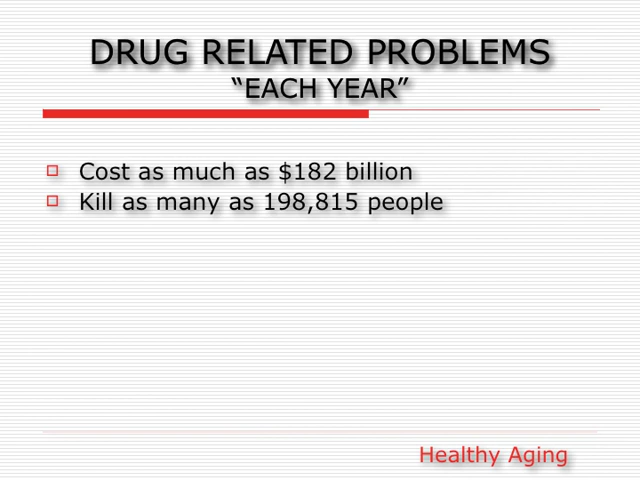 DRUG RELATED PROBLEMS
“EACH YEAR”
Cost as much as $182 billion
Kill as many as 198,815 people
Healthy Aging